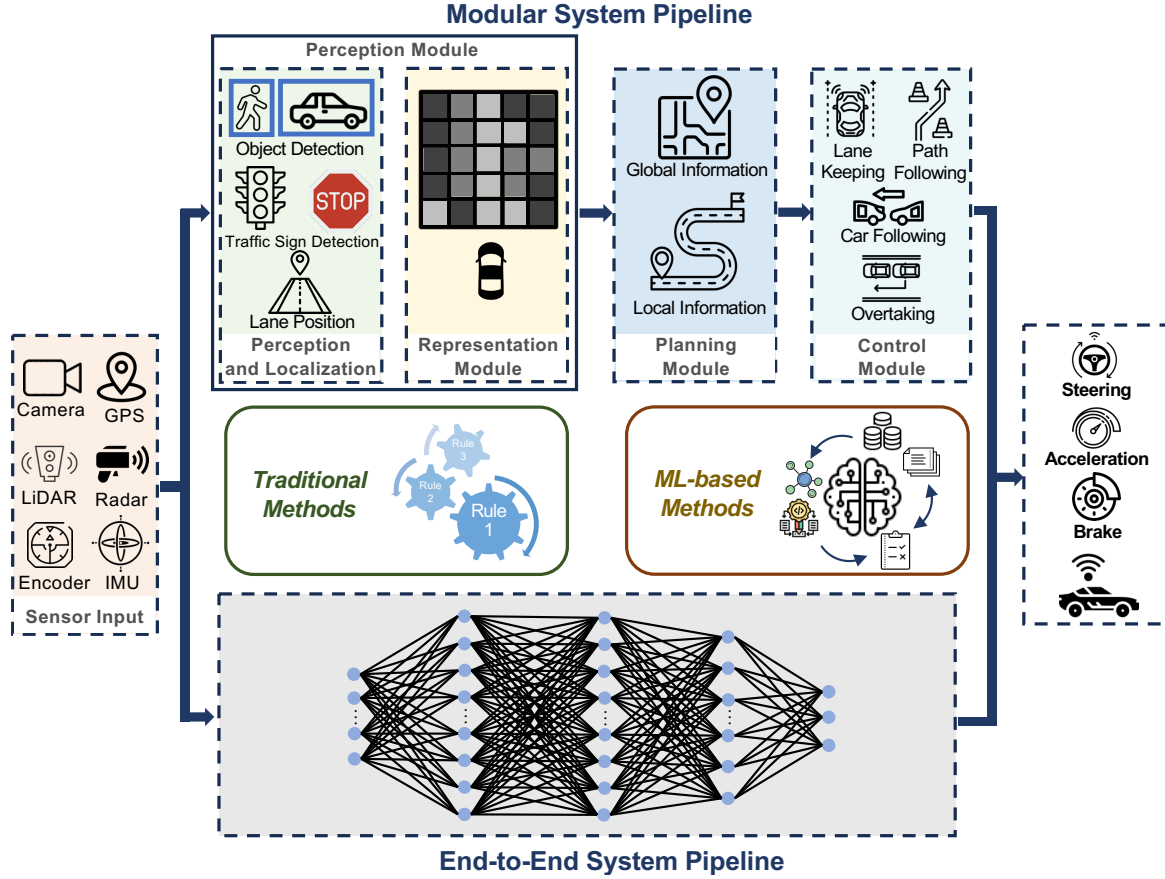 Modular System Pipeline
Perception Module
Object Detection
STOP
Traffic Sign Detection
Lane Position
Perception
and Localization
Representation
Module
Global Information
Local Information
Planning
Module
Lane
Keeping
Path
Following
Car Following
Overtaking
Control
Module
Camera
GPS
LiDAR
Radar
Encoder
IMU
Sensor Input
Traditional
Methods
Rule
3
Rule
2
Rule
1
ML-based
Methods
Steering
Acceleration
Brake
End-to-End System Pipeline